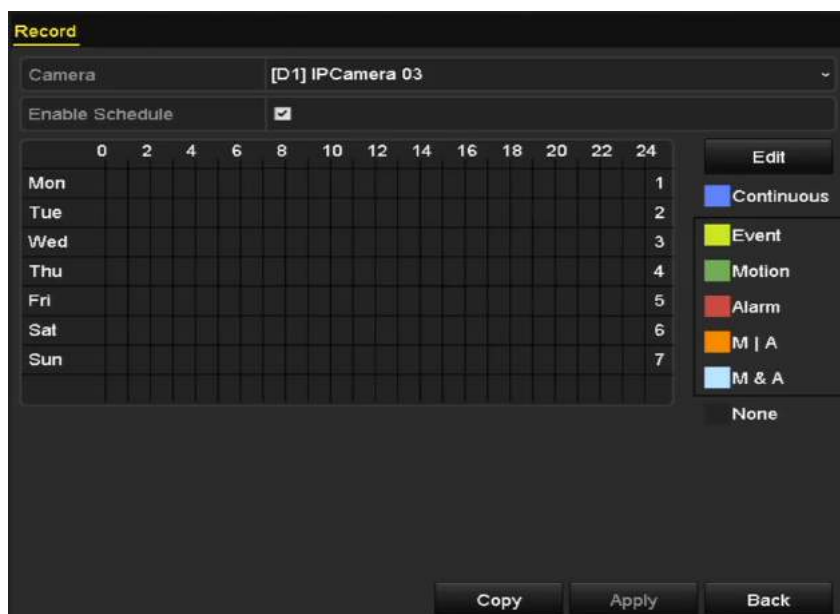 Record
Camera [D1] IPCamera 03
Enable Schedule
0 2 4 6 8 10 12 14 16 18 20 22 24
Edit
Mon 1
Continuous
Tue 2
Wed 3
Event
Thu 4
Motion
Fri 5
Alarm
Sat 6
M | A
Sun 7
M & A
None
Copy Apply Back